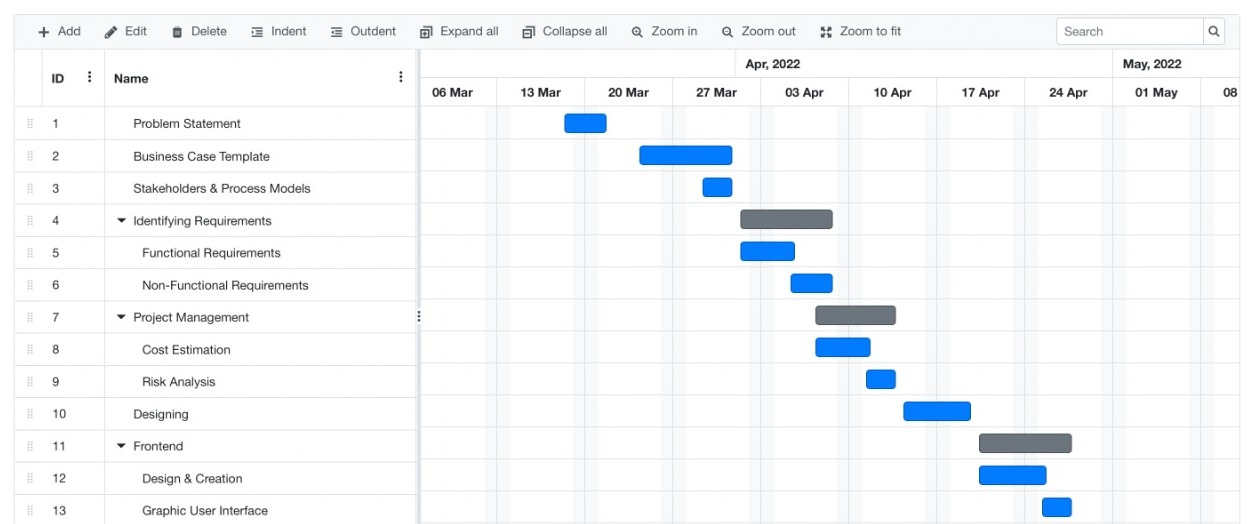 Add Edit Delete Indent Outdent Expand all Collapse all Zoom in Zoom out Zoom to fit Search
Apr, 2022 May, 2022
ID Name
06 Mar 13 Mar 20 Mar 27 Mar 03 Apr 10 Apr 17 Apr 24 Apr 01 May 08
1 Problem Statement
2 Business Case Template
3 Stakeholders & Process Models
4 Identifying Requirements
5 Functional Requirements
6 Non-Functional Requirements
7 Project Management
8 Cost Estimation
9 Risk Analysis
10 Designing
11 Frontend
12 Design & Creation
13 Graphic User Interface